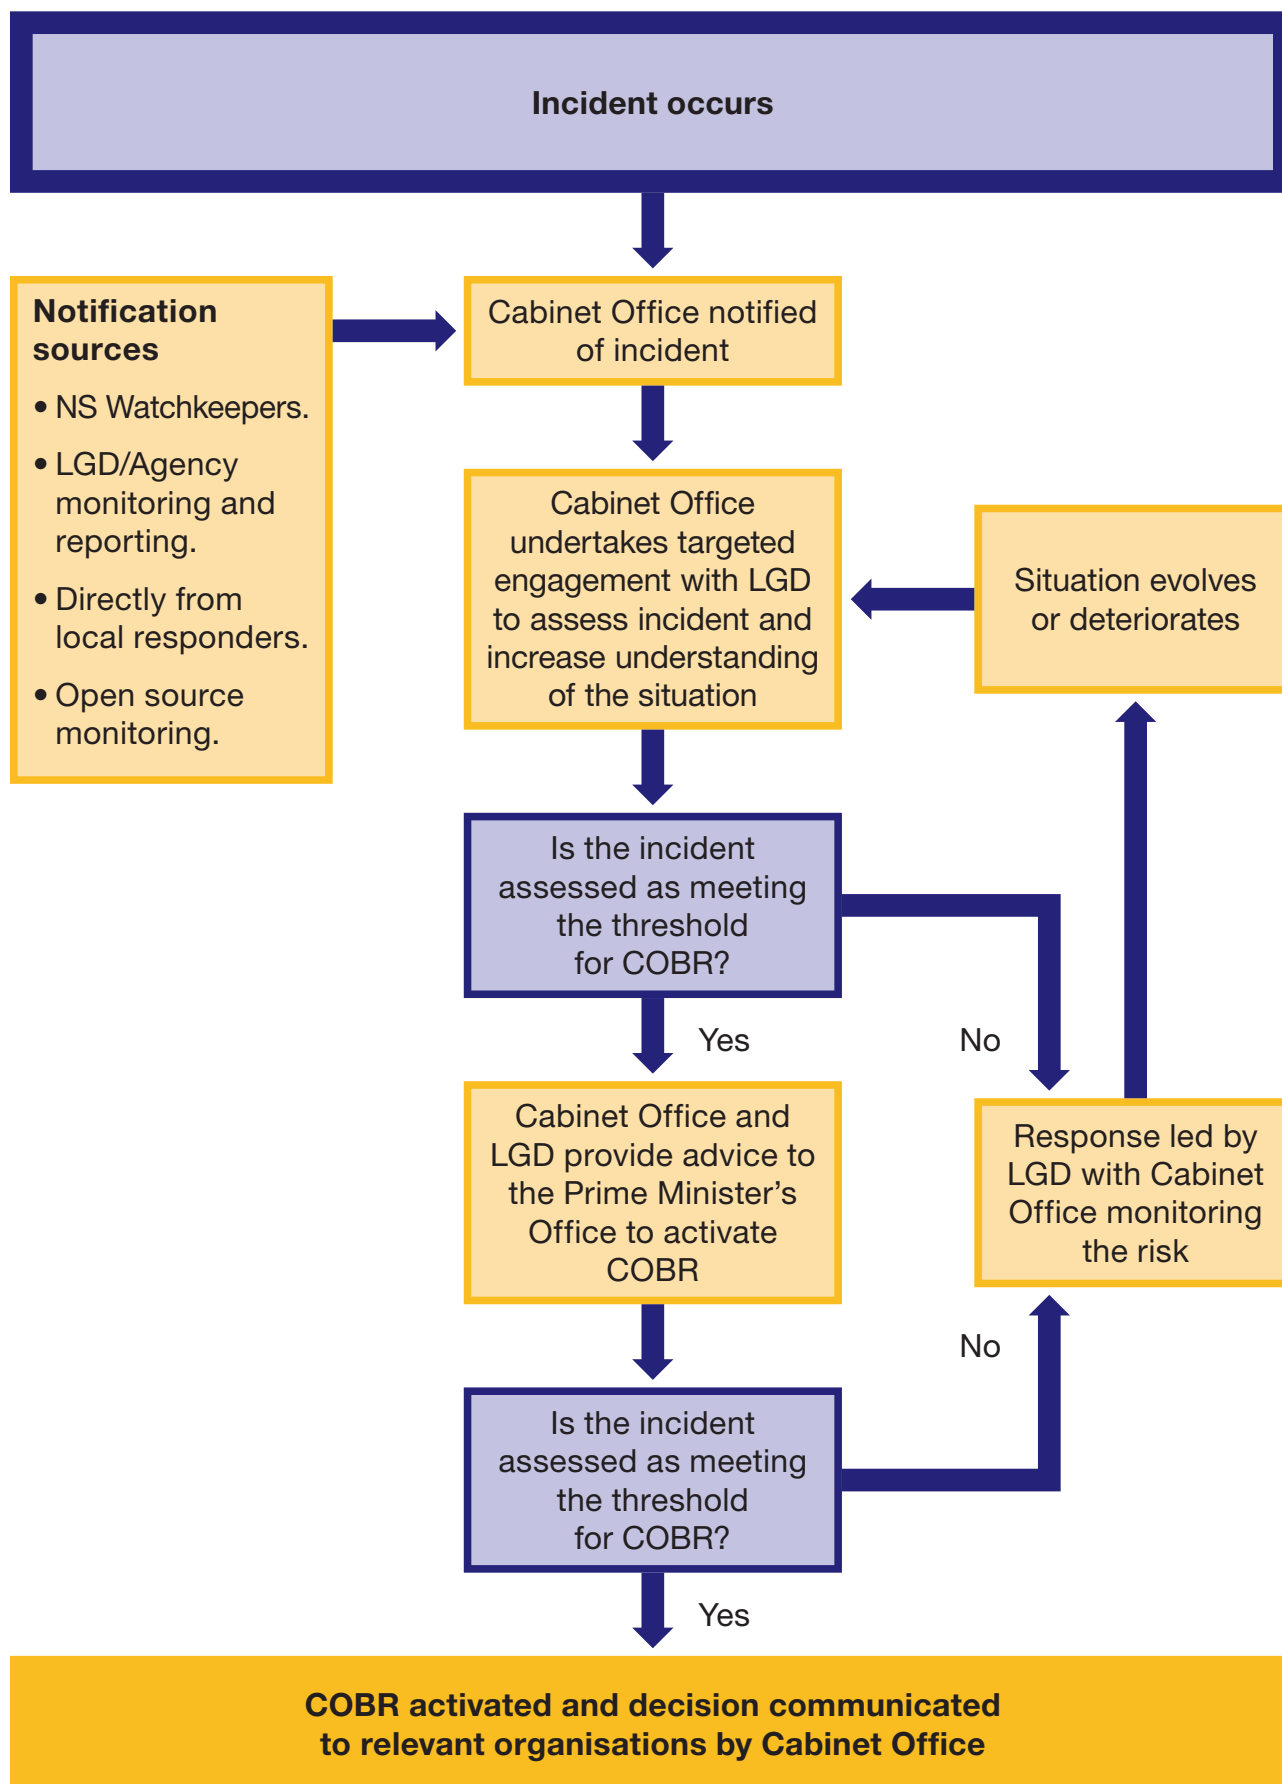 Incident occurs
Notification
sources
• NS Watchkeepers.
• LGD/Agency
monitoring and
reporting.
• Directly from
local responders.
• Open source
monitoring.
Cabinet Office notified
of incident
Cabinet Office
undertakes targeted
engagement with LGD
to assess incident and
increase understanding
of the situation
Situation evolves
or deteriorates
Is the incident
assessed as meeting
the threshold
for COBR?
Yes
No
Cabinet Office and
LGD provide advice to
the Prime Minister’s
Office to activate
COBR
Response led by
LGD with Cabinet
Office monitoring
the risk
No
Is the incident
assessed as meeting
the threshold
for COBR?
Yes
COBR activated and decision communicated
to relevant organisations by Cabinet Office